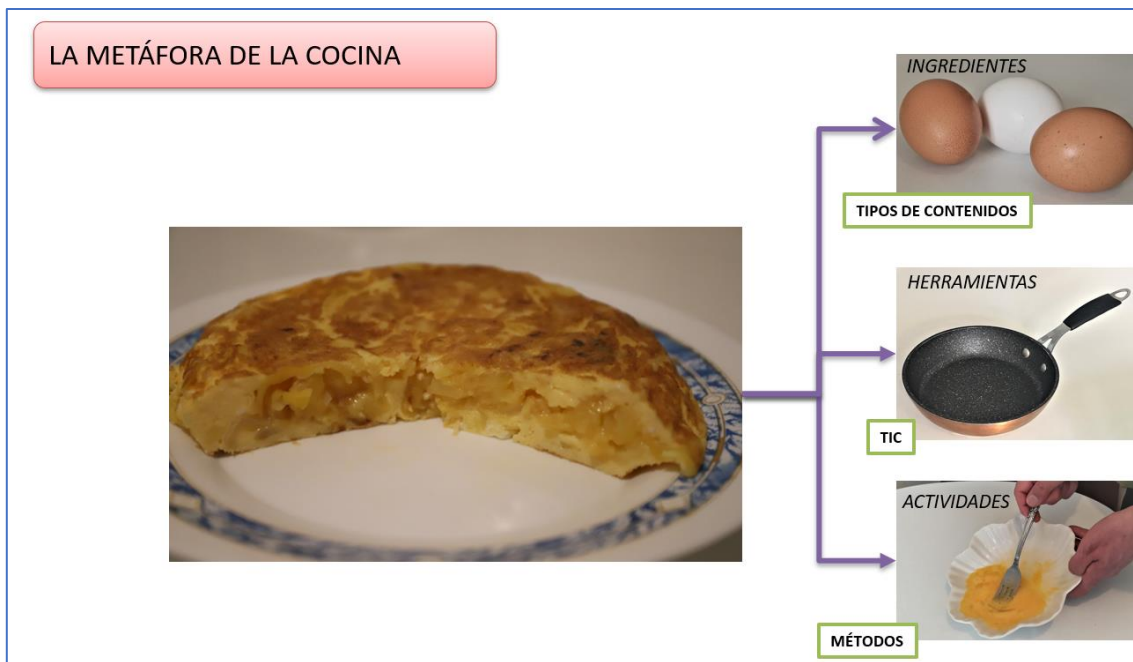 LA METÁFORA DE LA COCINA
INGREDIENTES
TIPOS DE CONTENIDOS
HERRAMIENTAS
TIC
ACTIVIDADES
MÉTODOS